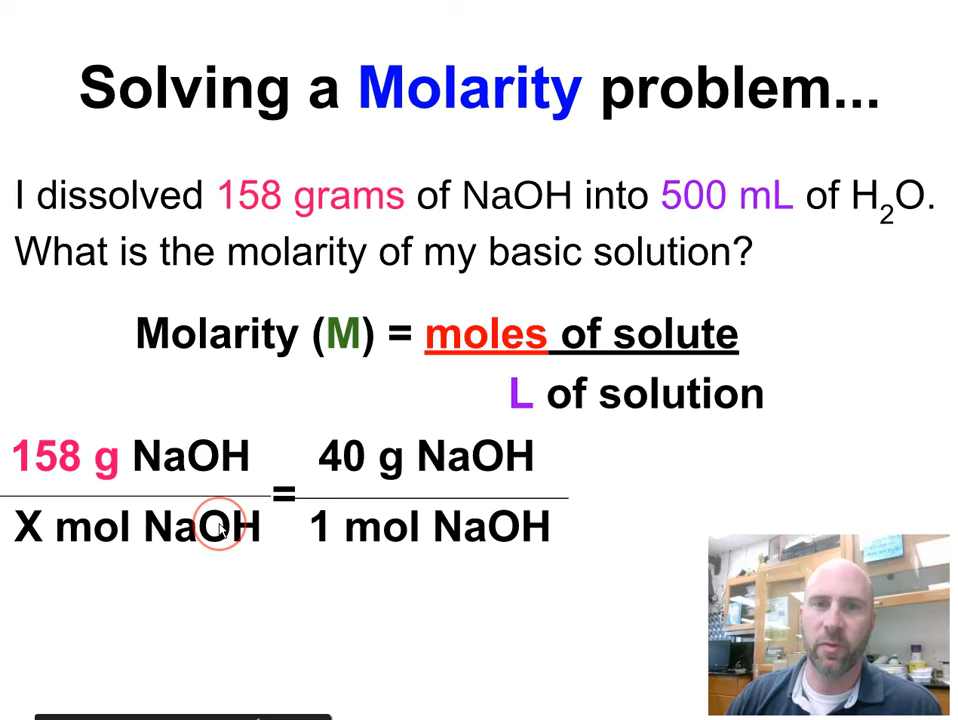 Solving a Molarity problem...
I dissolved 158 grams of NaOH into 500 mL of H₂O.
What is the molarity of my basic solution?
Molarity (M) = moles of solute
L of solution
158 g NaOH = 40 g NaOH
X mol NaOH 1 mol NaOH